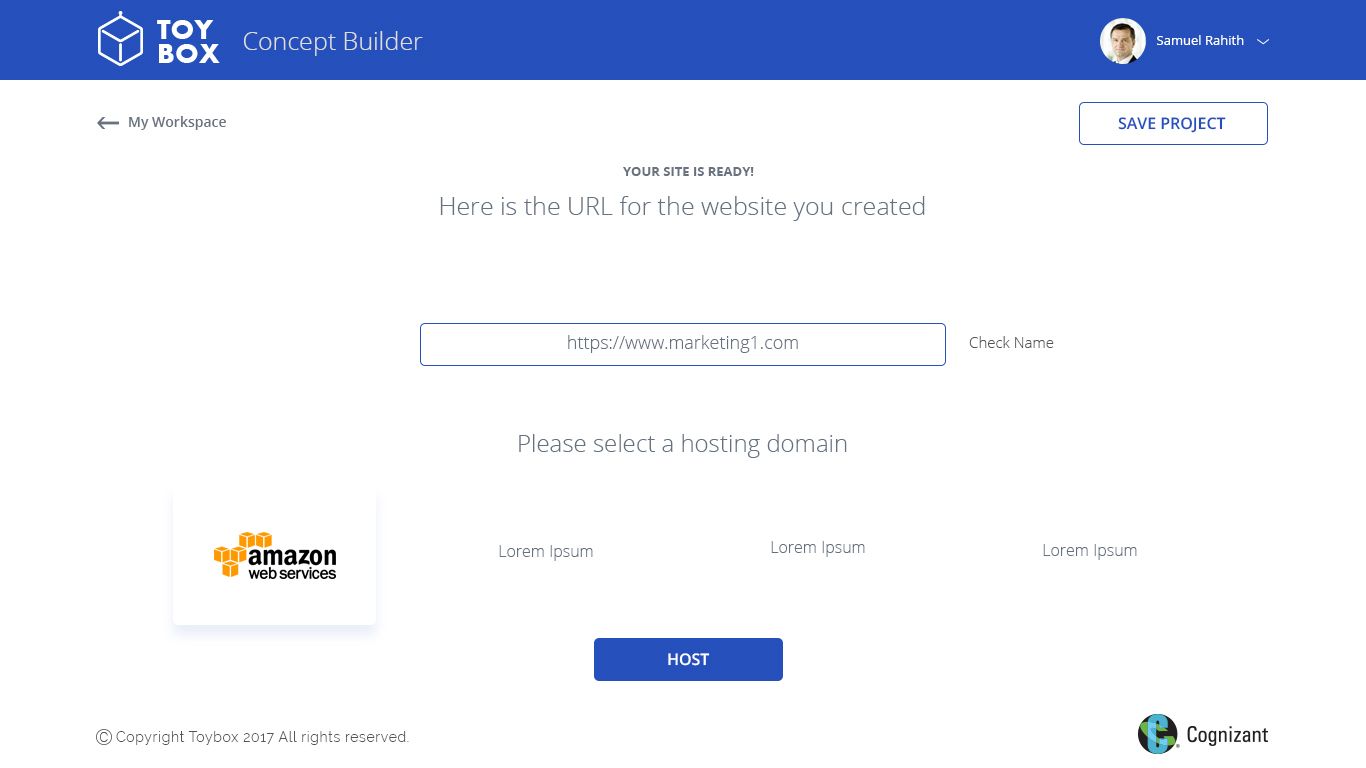 TOY
BOX
Concept Builder
Samuel Rahith
My Workspace
SAVE PROJECT
YOUR SITE IS READY!
Here is the URL for the website you created
https://www.marketing1.com
Check Name
Please select a hosting domain
amazon
web services
Lorem Ipsum
Lorem Ipsum
Lorem Ipsum
HOST
© Copyright Toybox 2017 All rights reserved.
Cognizant